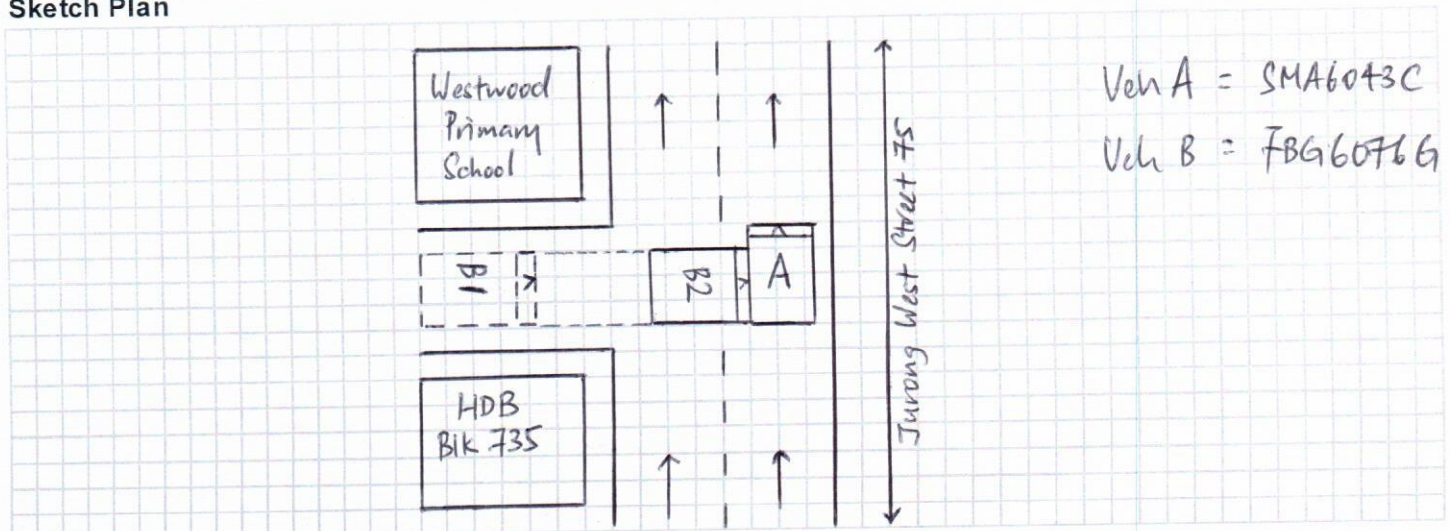 Sketch Plan
Westwood
Primary
School
Veh A = SMA6043C
Veh B = FBG6076G
B1
B2
A
Jurong West Street 75
HDB
Blk 735